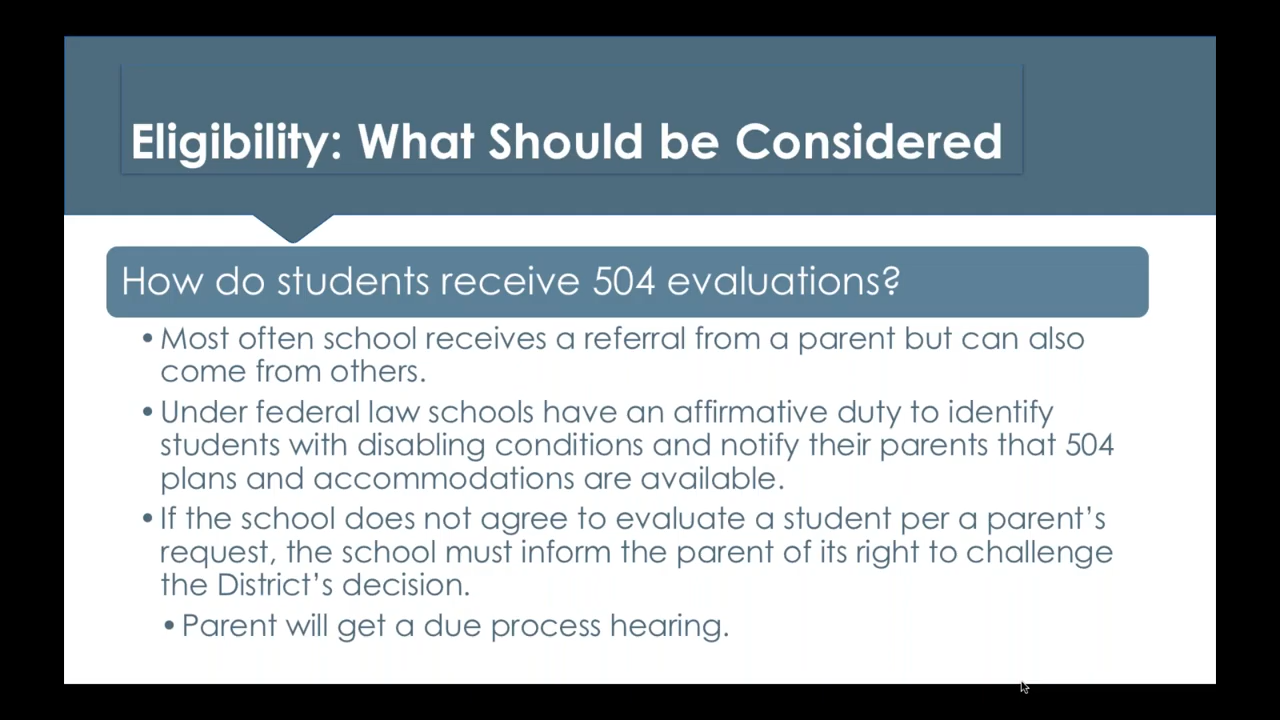 Eligibility: What Should be Considered
How do students receive 504 evaluations?
•Most often school receives a referral from a parent but can also
come from others.
•Under federal law schools have an affirmative duty to identify
students with disabling conditions and notify their parents that 504
plans and accommodations are available.
•If the school does not agree to evaluate a student per a parent’s
request, the school must inform the parent of its right to challenge
the District’s decision.
•Parent will get a due process hearing.